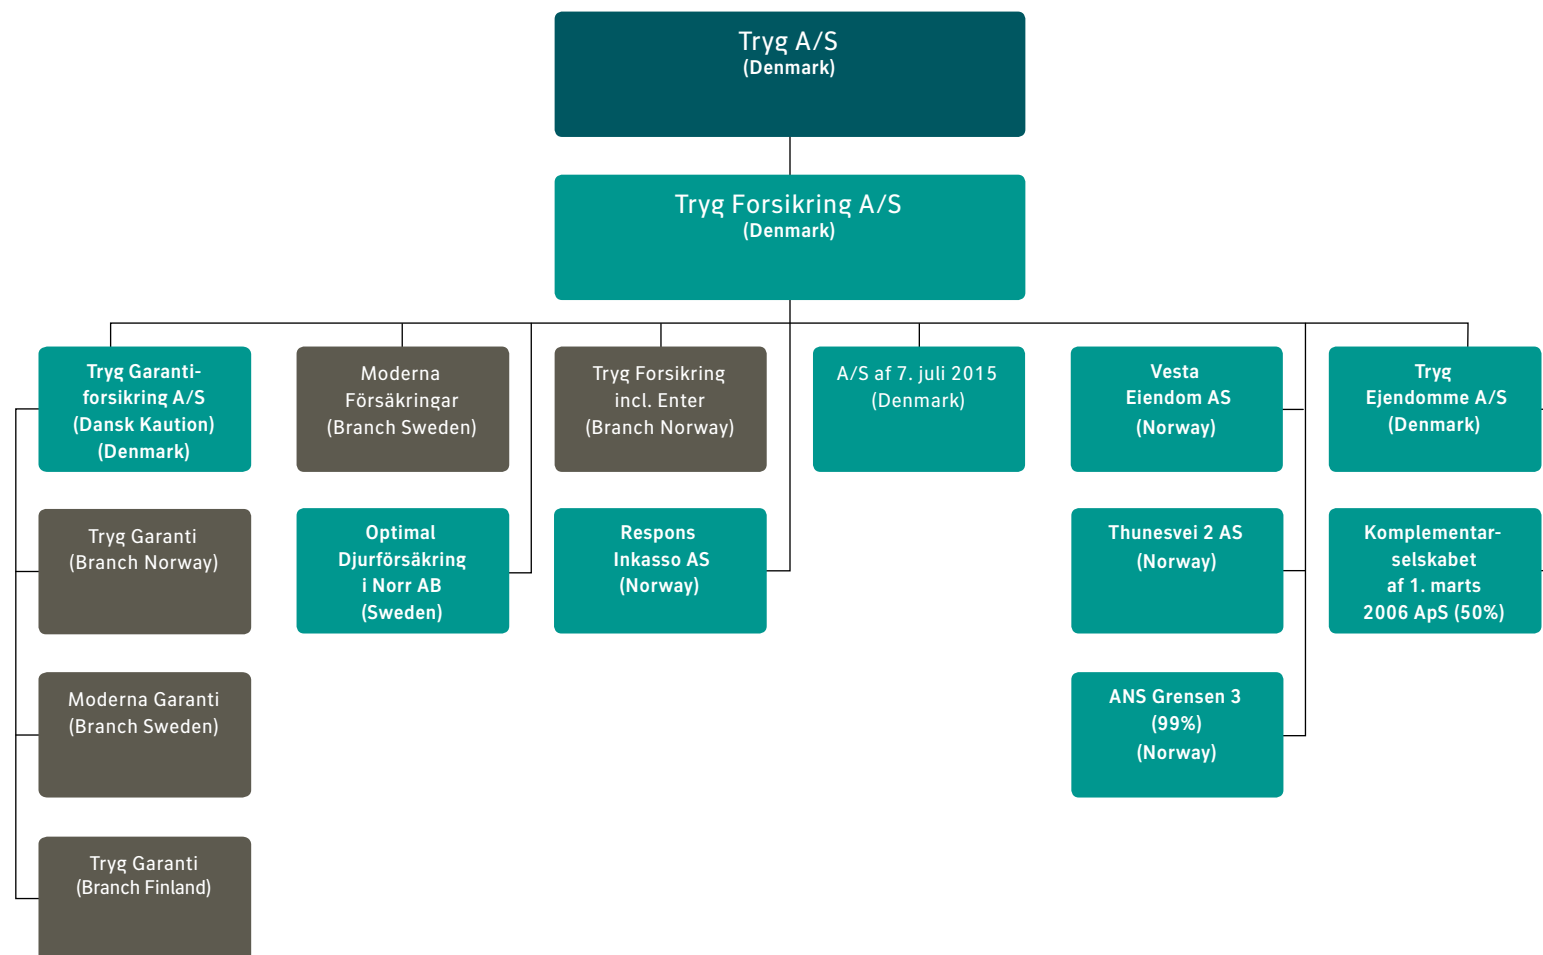 Tryg A/S
(Denmark)
Tryg Forsikring A/S
(Denmark)
Tryg Garanti-
forsikring A/S
(Dansk Kaution)
(Denmark)
Moderna
Försäkringar
(Branch Sweden)
Tryg Forsikring
incl. Enter
(Branch Norway)
A/S af 7. juli 2015
(Denmark)
Vesta
Eiendom AS
(Norway)
Tryg
Ejendomme A/S
(Denmark)
Tryg Garanti
(Branch Norway)
Optimal
Djurförsäkring
i Norr AB
(Sweden)
Respons
Inkasso AS
(Norway)
Thunesvei 2 AS
(Norway)
Komplementar-
selskabet
af 1. marts
2006 ApS (50%)
Moderna Garanti
(Branch Sweden)
ANS Grensen 3
(99%)
(Norway)
Tryg Garanti
(Branch Finland)